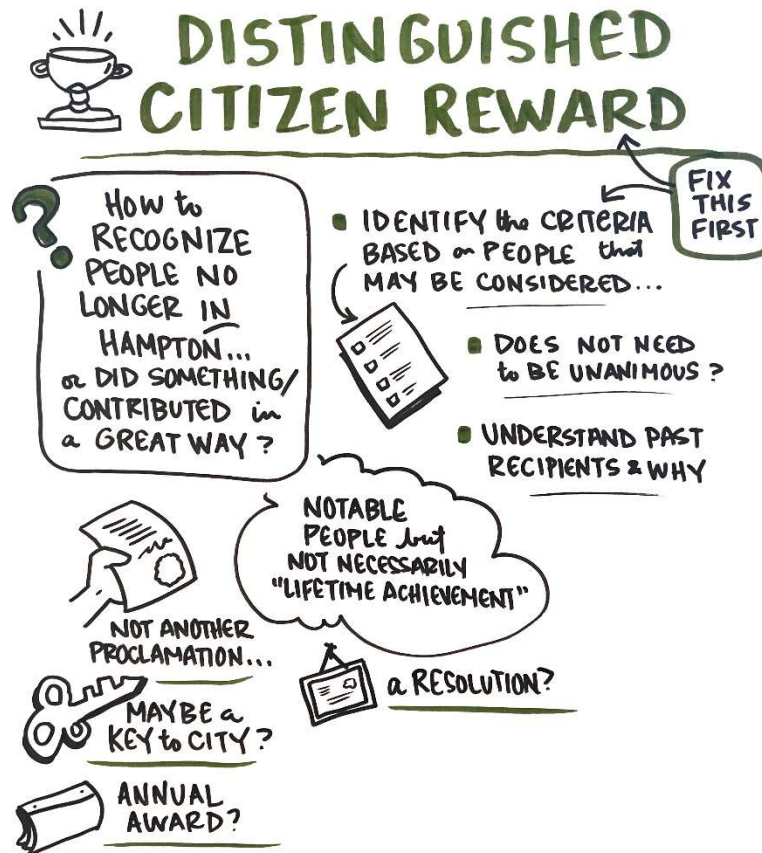 DISTINGUISHED
CITIZEN REWARD
FIX
THIS
FIRST
?
HOW to
RECOGNIZE
PEOPLE NO
LONGER IN
HAMPTON...
or DID SOMETHING/
CONTRIBUTED in
a GREAT WAY?
IDENTIFY the CRITERIA
BASED on PEOPLE that
MAY BE CONSIDERED...
DOES NOT NEED
to BE UNANIMOUS?
UNDERSTAND PAST
RECIPIENTS & WHY
NOTABLE
PEOPLE but
NOT NECESSARILY
"LIFETIME ACHIEVEMENT"
NOT ANOTHER
PROCLAMATION...
a RESOLUTION?
MAYBE a
KEY to CITY?
ANNUAL
AWARD?